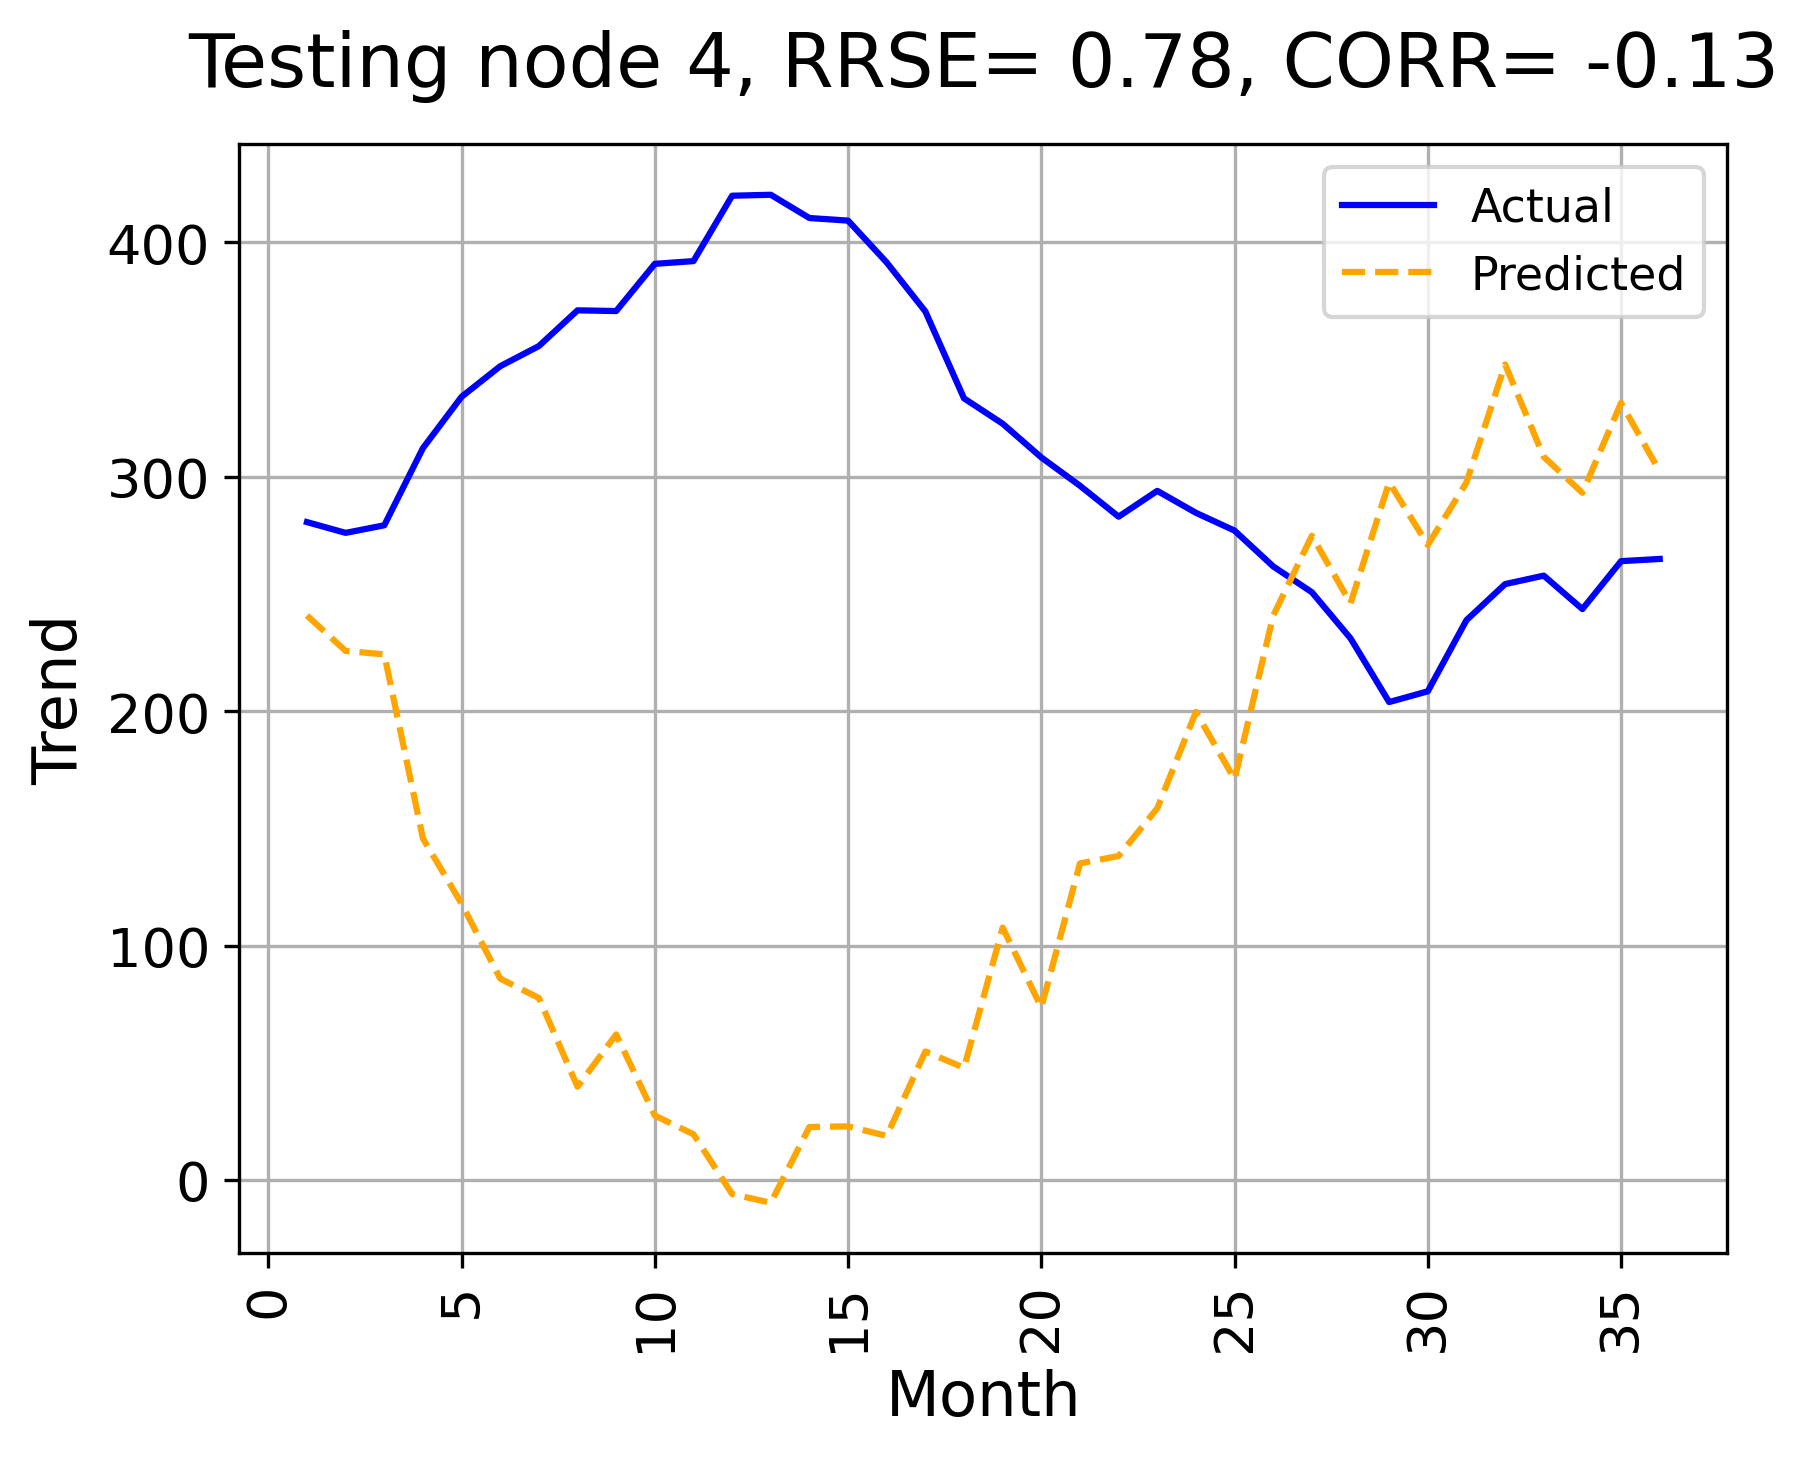 Testing node 4, RRSE= 0.78, CORR= -0.13
Actual
Predicted
400
300
200
100
0
Trend
0 5 10 15 20 25 30 35
Month